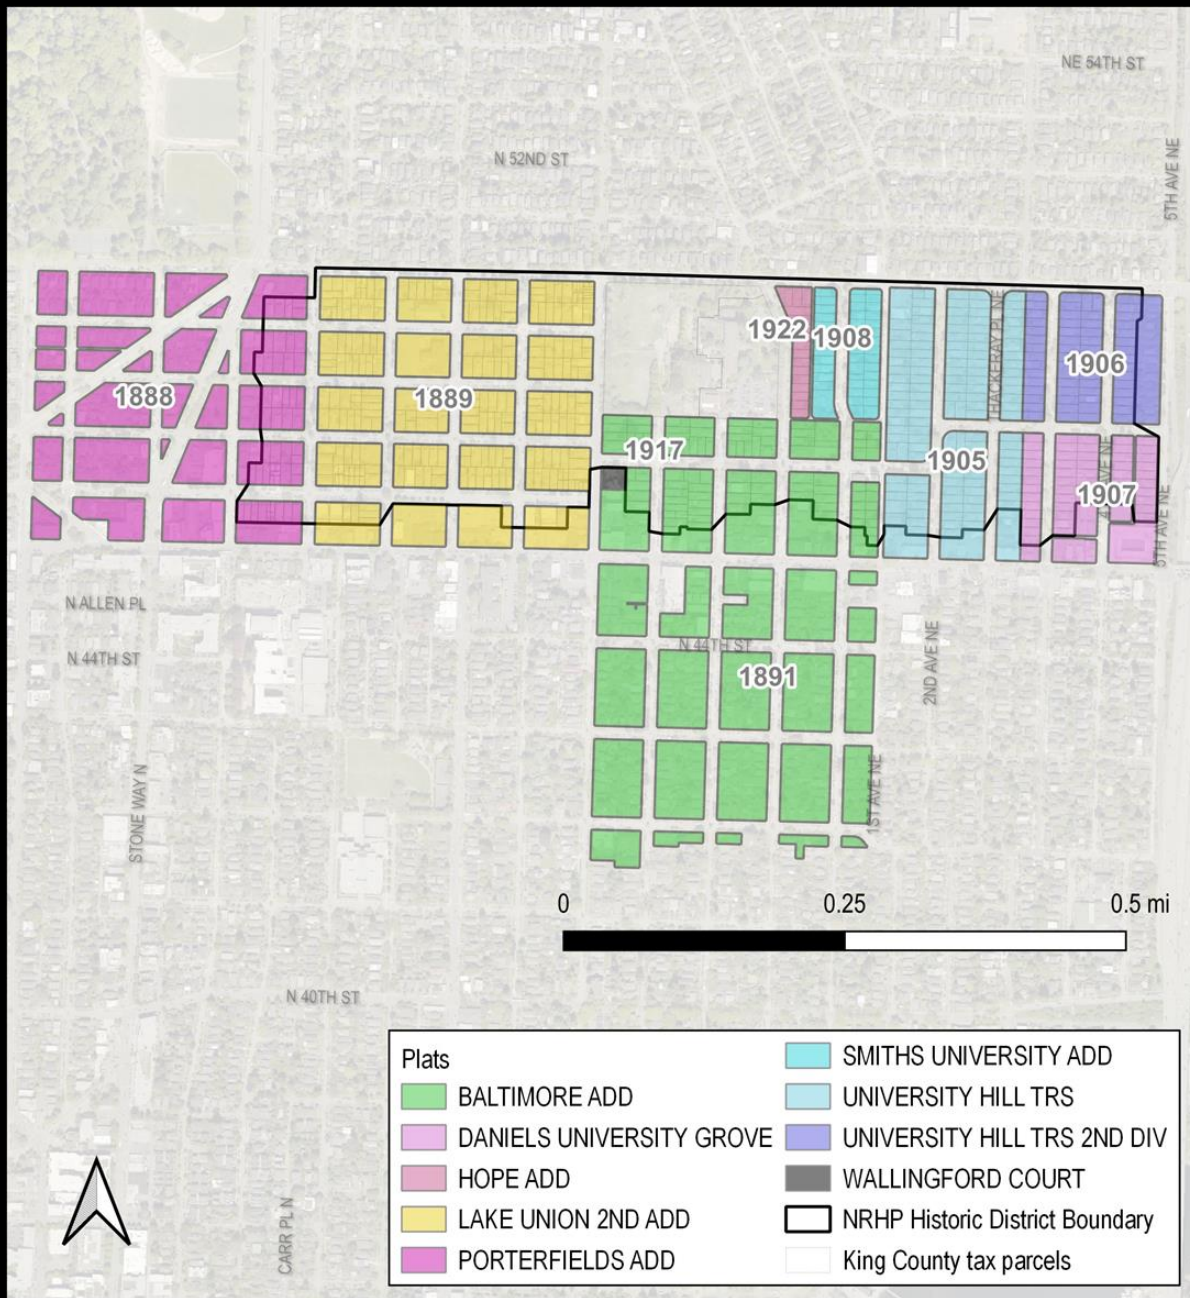 NE 54TH ST
N 52ND ST
5TH AVE NE
THACKERAY PL NE
1922
1908
1906
1888
1889
1917
1905
4TH AVE NE
1907
5TH AVE NE
N ALLEN PL
N 44TH ST
N 44TH ST
2ND AVE NE
1891
STONE WAY N
1ST AVE NE
0 0.25 0.5 mi
N 40TH ST
CARR PL N
Plats
BALTIMORE ADD
DANIELS UNIVERSITY GROVE
HOPE ADD
LAKE UNION 2ND ADD
PORTERFIELDS ADD
SMITHS UNIVERSITY ADD
UNIVERSITY HILL TRS
UNIVERSITY HILL TRS 2ND DIV
WALLINGFORD COURT
NRHP Historic District Boundary
King County tax parcels